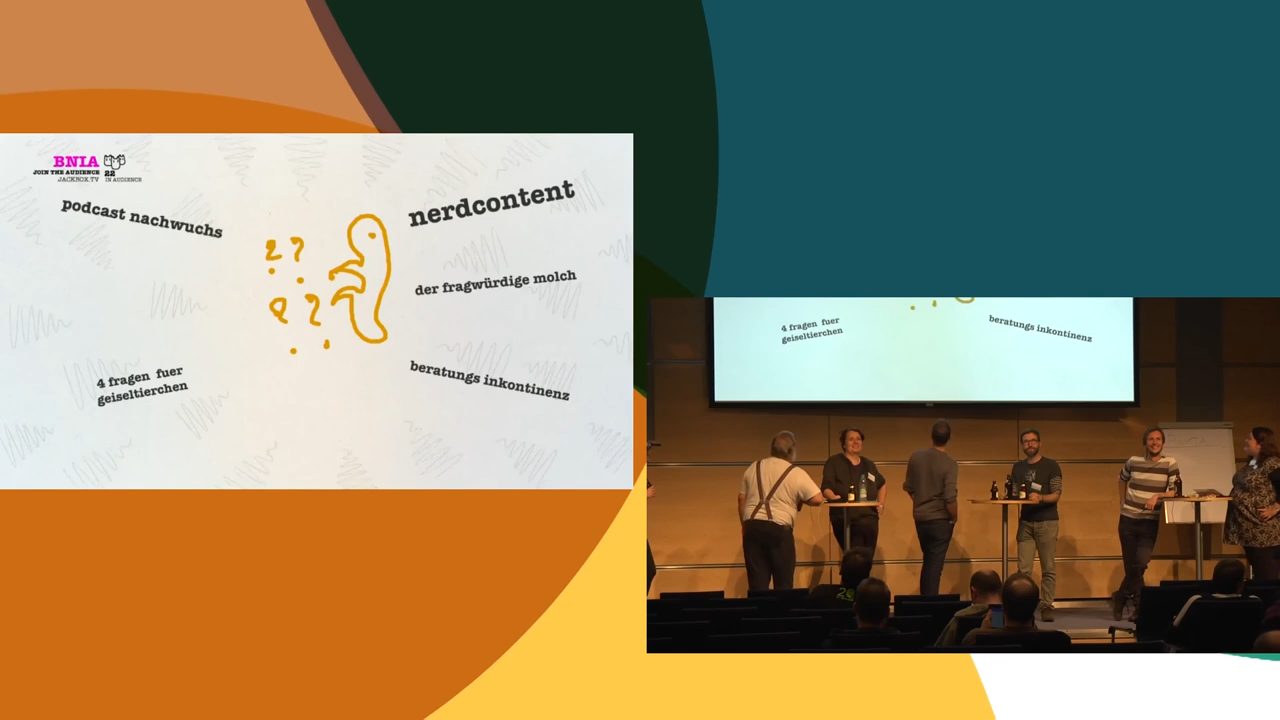 BNIA
JOIN THE AUDIENCE
JACKBOX.TV
22
IN AUDIENCE
podcast nachwuchs
nerdcontent
? ?
der fragwürdige molch
? ?
4 fragen fuer
geiseltierchen
beratungs inkontinenz
4 fragen fuer
geiseltierchen
beratungs inkontinenz